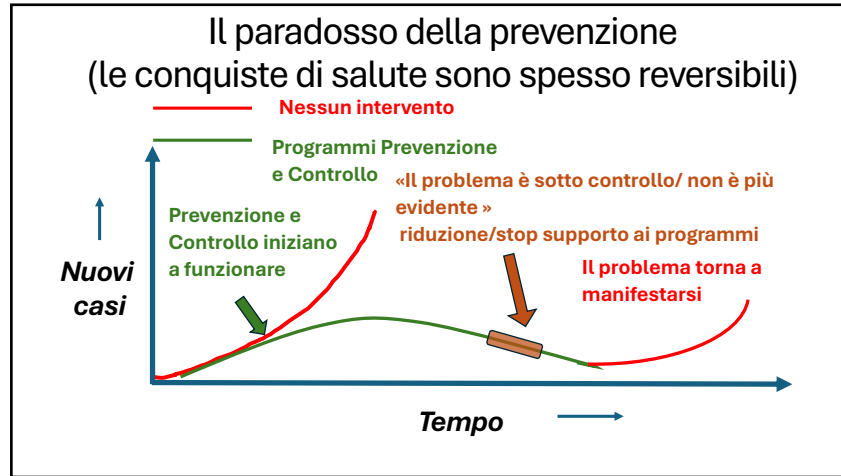 Il paradosso della prevenzione
(le conquiste di salute sono spesso reversibili)
Nessun intervento
Programmi Prevenzione
e Controllo
«Il problema è sotto controllo/ non è più
evidente »
riduzione/stop supporto ai programmi
Prevenzione e
Controllo iniziano
a funzionare
Il problema torna a
manifestarsi
Nuovi
casi
Tempo